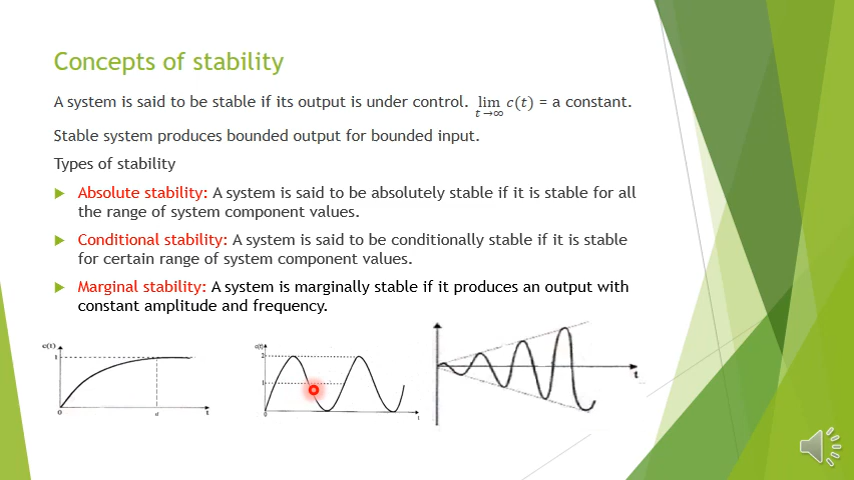 Concepts of stability
A system is said to be stable if its output is under control. lim c(t) = a constant.
t→∞
Stable system produces bounded output for bounded input.
Types of stability
Absolute stability: A system is said to be absolutely stable if it is stable for all
the range of system component values.
Conditional stability: A system is said to be conditionally stable if it is stable
for certain range of system component values.
Marginal stability: A system is marginally stable if it produces an output with
constant amplitude and frequency.
c(t)
1
0
t
c(t)
2
1
0
t
t